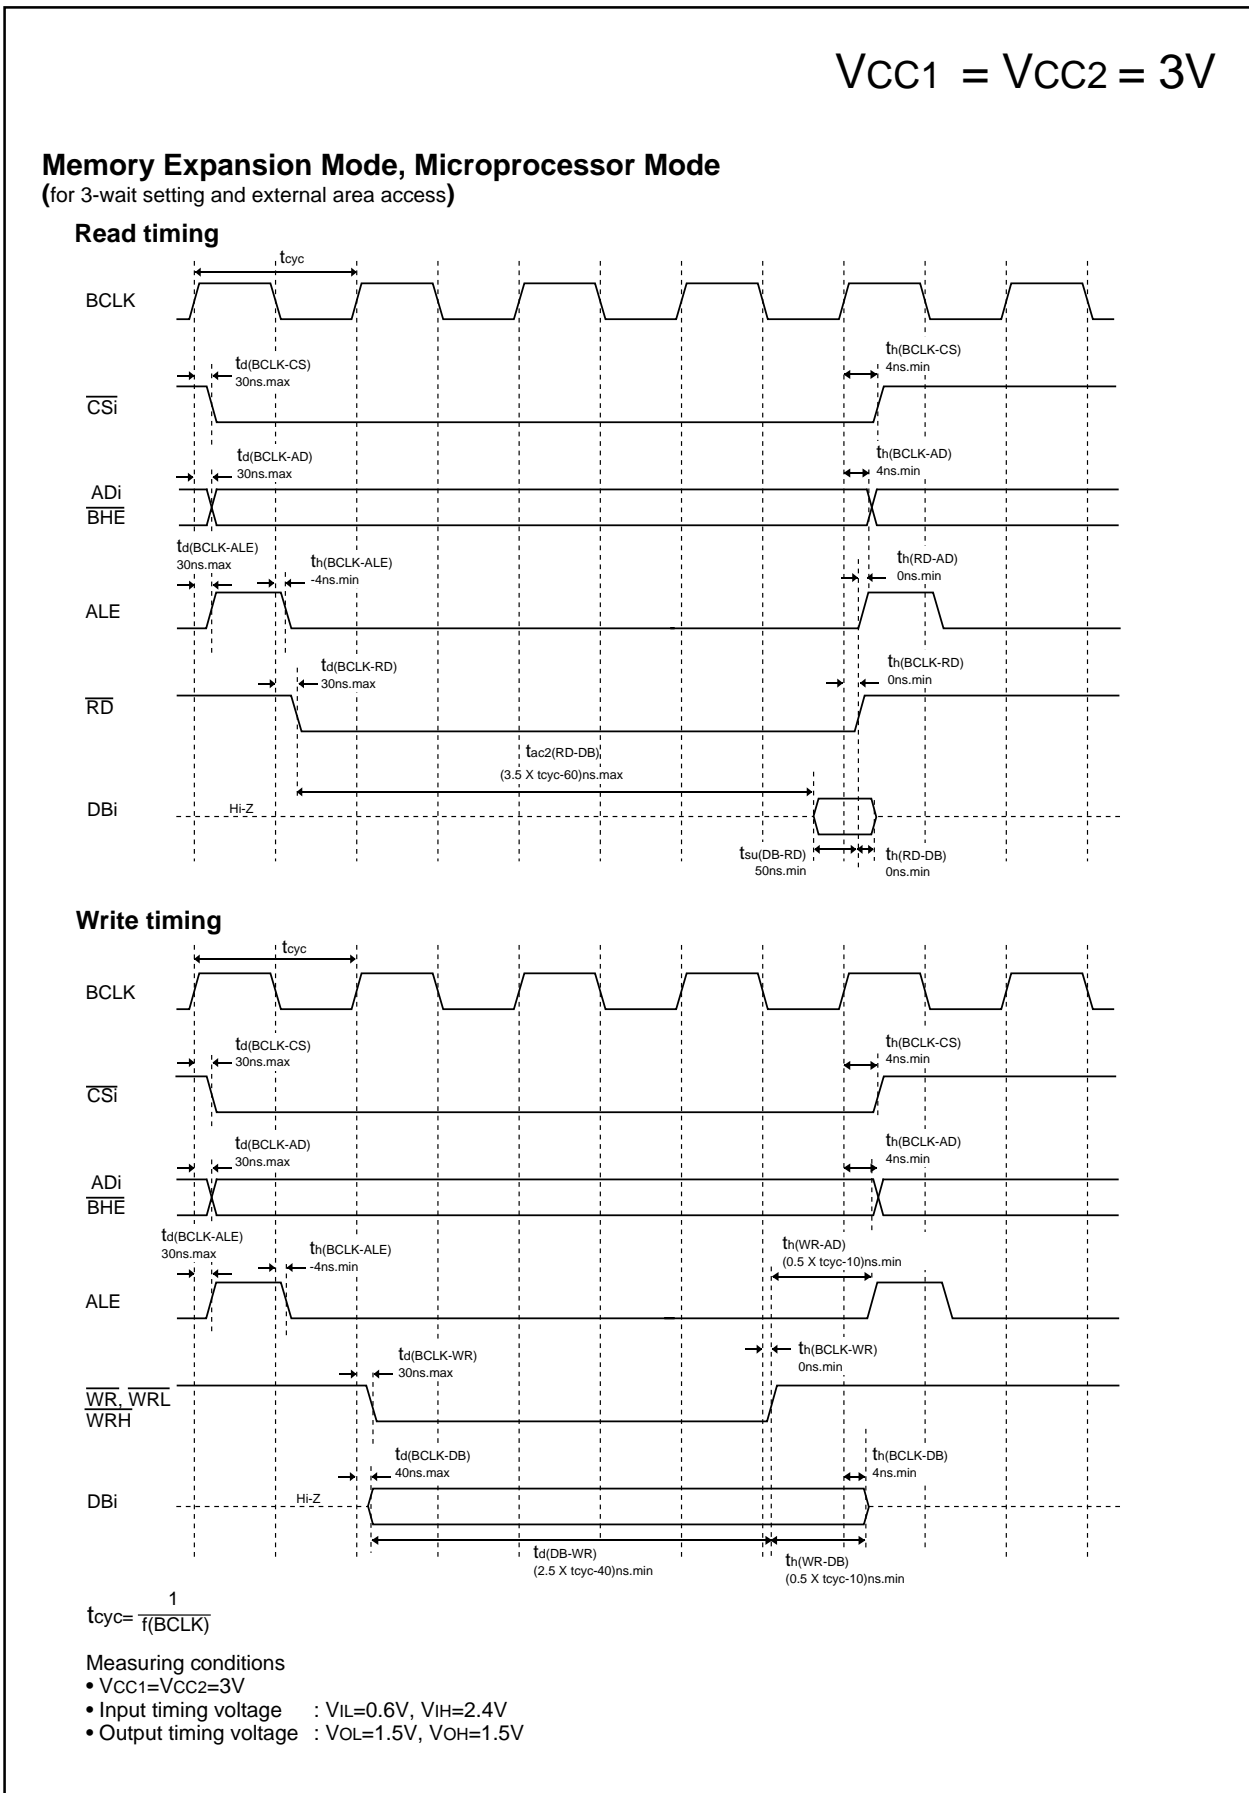 VCC1 = VCC2 = 3V
Memory Expansion Mode, Microprocessor Mode
(for 3-wait setting and external area access)
Read timing
tcyc
BCLK
td(BCLK-CS)
30ns.max
th(BCLK-CS)
4ns.min
CSi
td(BCLK-AD)
30ns.max
th(BCLK-AD)
4ns.min
ADi
BHE
td(BCLK-ALE)
30ns.max
th(BCLK-ALE)
-4ns.min
th(RD-AD)
0ns.min
ALE
td(BCLK-RD)
30ns.max
th(BCLK-RD)
0ns.min
RD
tac2(RD-DB)
(3.5 X tcyc-60)ns.max
DBi
Hi-Z
tsu(DB-RD)
50ns.min
th(RD-DB)
0ns.min
Write timing
tcyc
BCLK
td(BCLK-CS)
30ns.max
th(BCLK-CS)
4ns.min
CSi
td(BCLK-AD)
30ns.max
th(BCLK-AD)
4ns.min
ADi
BHE
td(BCLK-ALE)
30ns.max
th(BCLK-ALE)
-4ns.min
th(WR-AD)
(0.5 X tcyc-10)ns.min
ALE
td(BCLK-WR)
30ns.max
th(BCLK-WR)
0ns.min
WR, WRL
WRH
td(BCLK-DB)
40ns.max
th(BCLK-DB)
4ns.min
DBi
Hi-Z
td(DB-WR)
(2.5 X tcyc-40)ns.min
th(WR-DB)
(0.5 X tcyc-10)ns.min
tcyc= 1
f(BCLK)
Measuring conditions
• VCC1=VCC2=3V
• Input timing voltage : VIL=0.6V, VIH=2.4V
• Output timing voltage : VOL=1.5V, VOH=1.5V